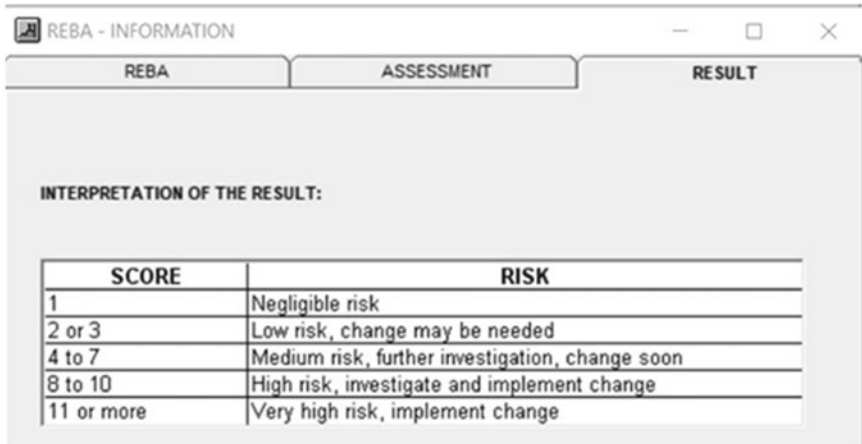 REBA - INFORMATION
REBA ASSESSMENT RESULT
INTERPRETATION OF THE RESULT:
SCORE RISK
1 Negligible risk
2 or 3 Low risk, change may be needed
4 to 7 Medium risk, further investigation, change soon
8 to 10 High risk, investigate and implement change
11 or more Very high risk, implement change